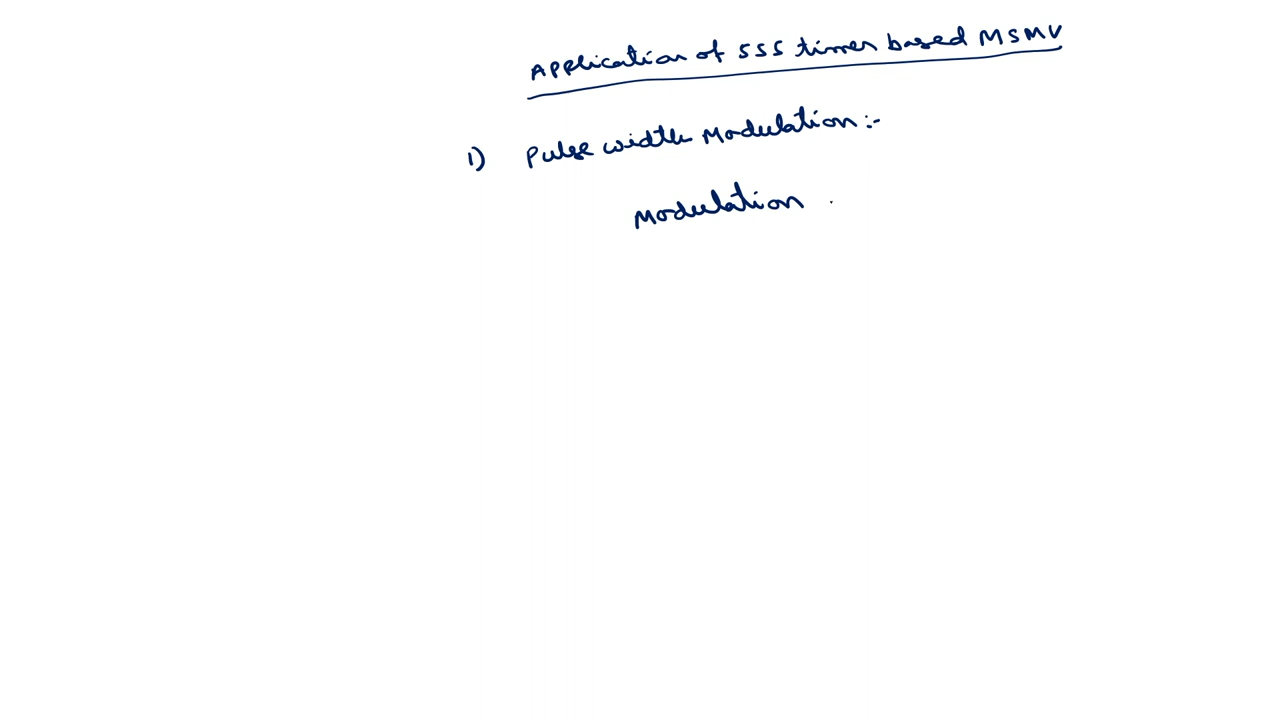 Application of 555 timer based MSMV
1) Pulse width Modulation :-
Modulation